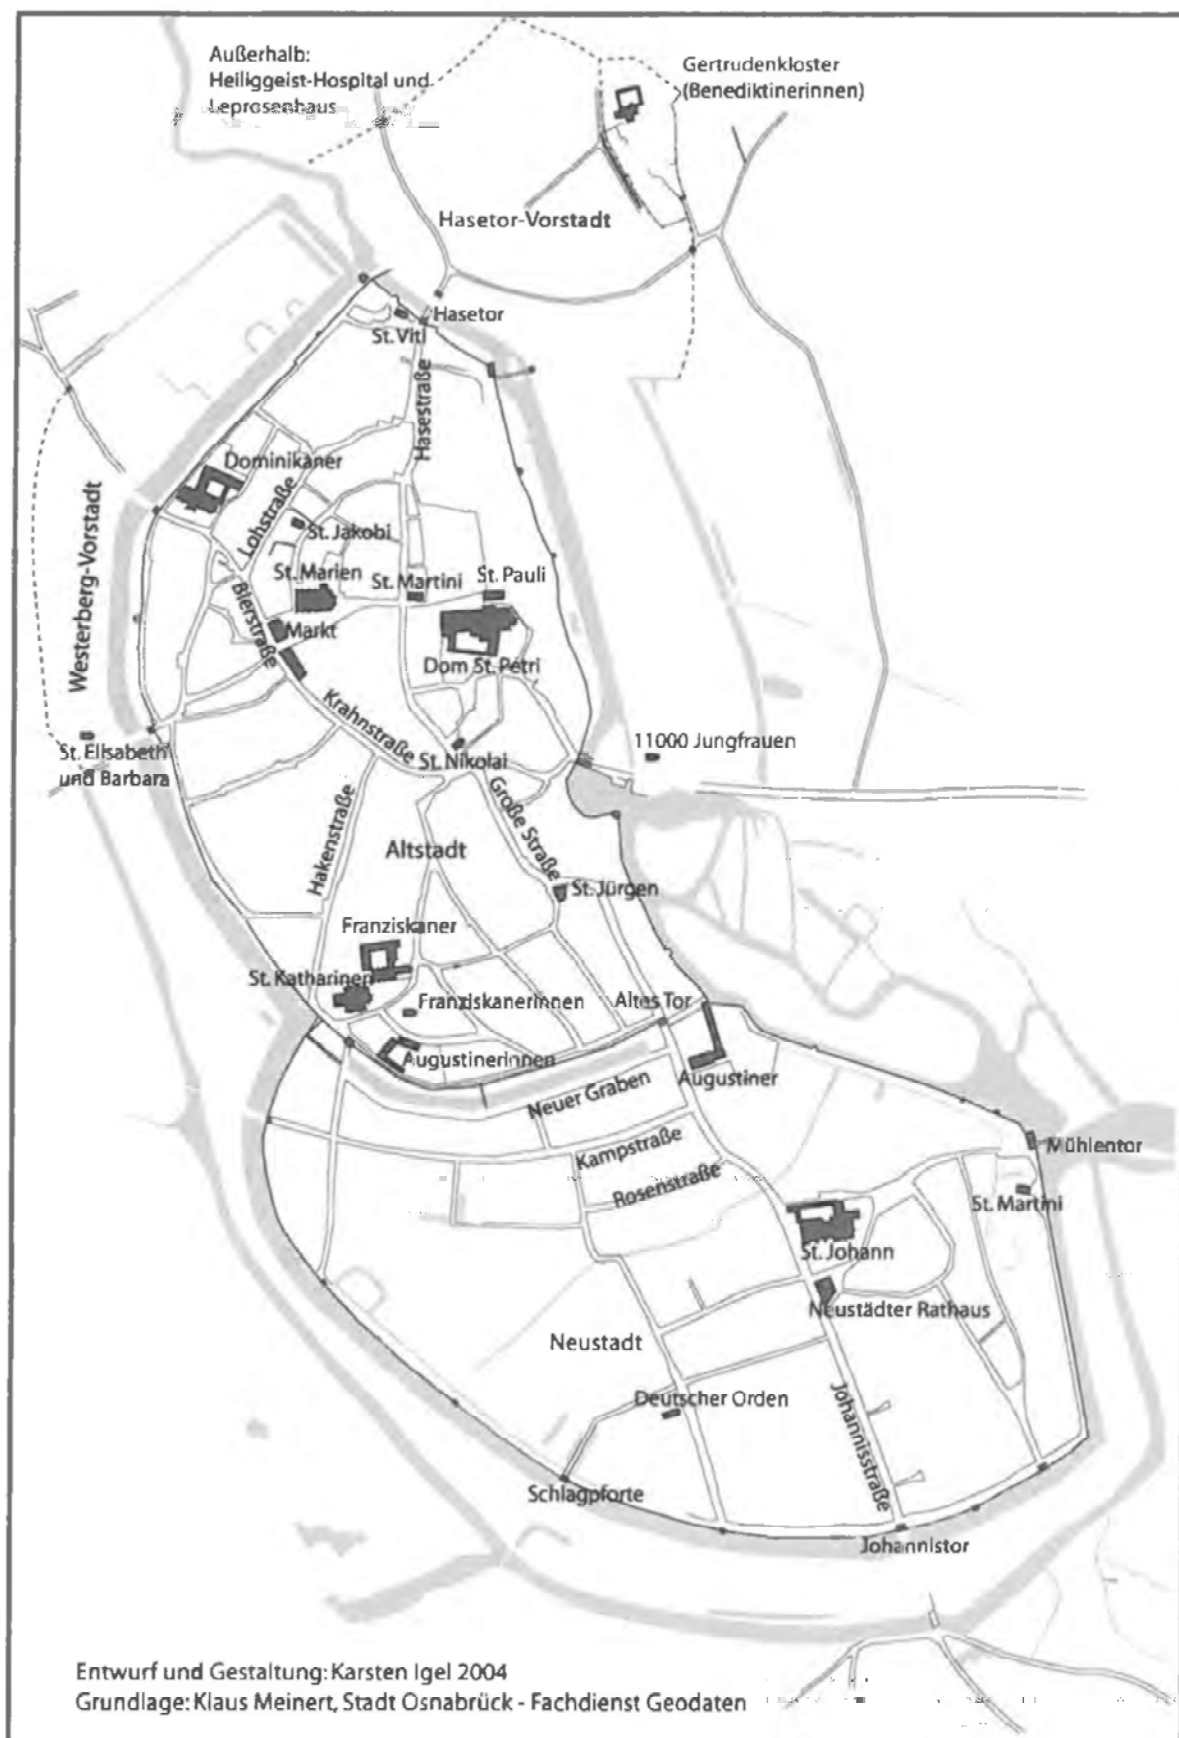 Außerhalb:
Heiliggeist-Hospital und
Leprosenhaus
Gertrudenkloster
(Benediktinerinnen)
Hasetor-Vorstadt
Hasetor
St. Viti
Hasestraße
Dominikaner
Lohstraße
St. Jakobi
Westerberg-Vorstadt
St. Marien
St. Martini
St. Pauli
Bierstraße
Markt
Dom St. Petri
Krahnstraße
St. Elisabeth
und Barbara
St. Nikolai
11000 Jungfrauen
Große Straße
Hakenstraße
Altstadt
St. Jürgen
Franziskaner
St. Katharinen
Franziskanerinnen
Altes Tor
Augustinerinnen
Augustiner
Neuer Graben
Kampstraße
Mühlentor
Rosenstraße
St. Martini
St. Johann
Neustädter Rathaus
Neustadt
Deutscher Orden
Johannisstraße
Schlagpforte
Johannistor
Entwurf und Gestaltung: Karsten Igel 2004
Grundlage: Klaus Meinert, Stadt Osnabrück - Fachdienst Geodaten